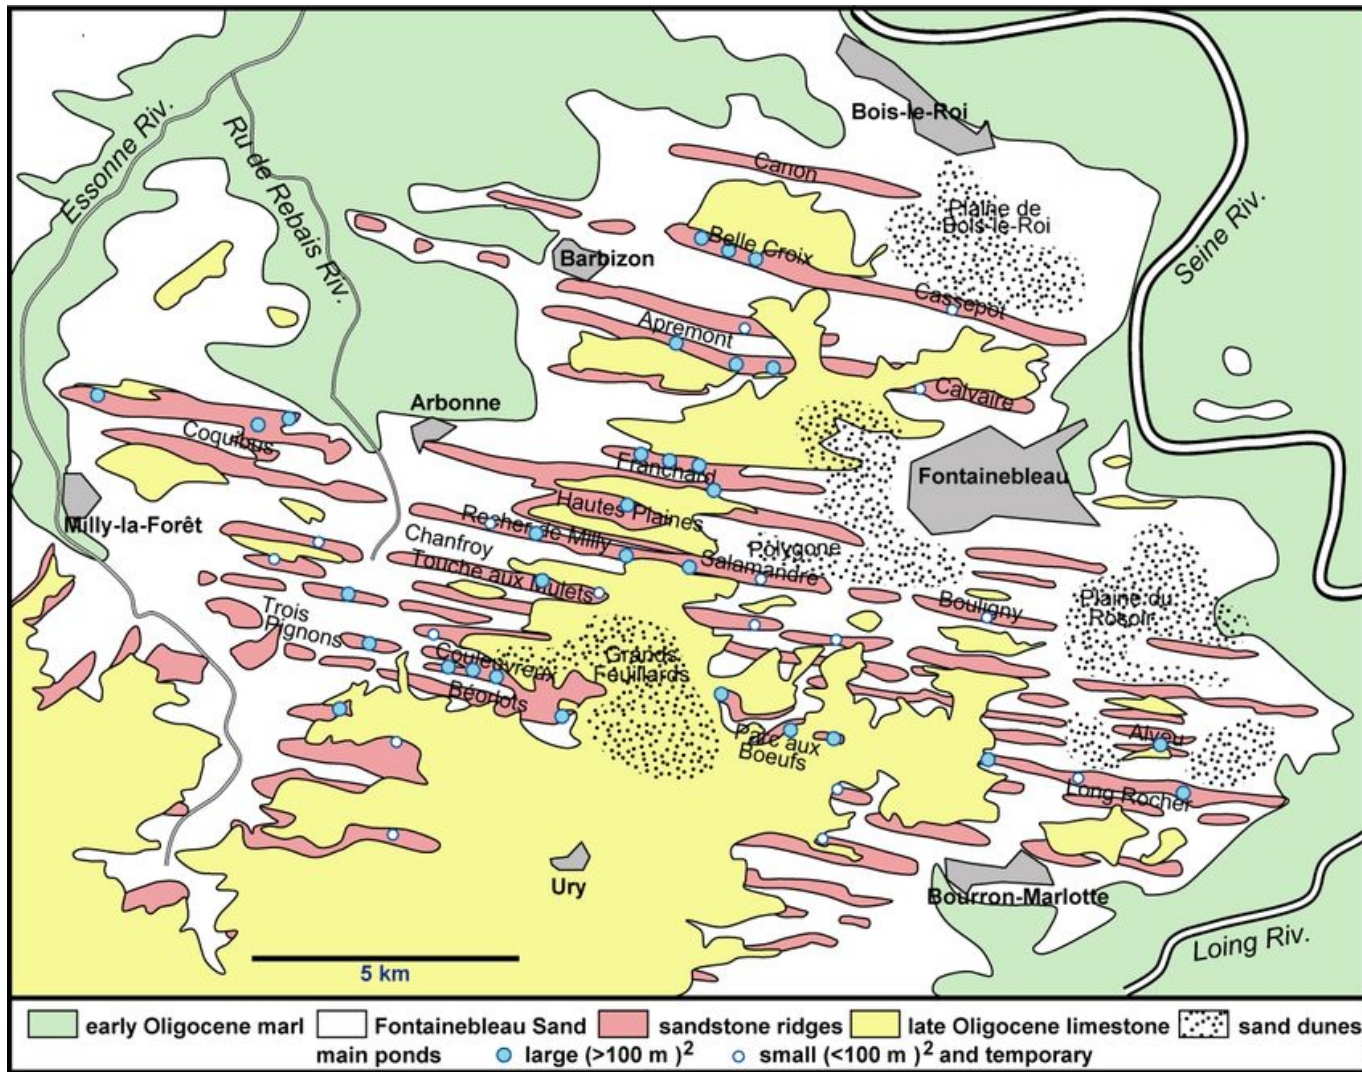 Bois-le-Roi
Essonne Riv.
Ru de Rebais Riv.
Canon
Plaine de
Bois-le-Roi
Seine Riv.
Belle Croix
Barbizon
Cassepot
Apremont
Calvaire
Arbonne
Coquibus
Franchard
Fontainebleau
Milly-la-Forêt
Hautes Plaines
Recher de Milly
Chanfroy
Polygone
Salamandre
Touche aux Mulets
Trois
Pignons
Bouligny
Plaine du
Rosoir
Couleuvreux
Grands
Feuillards
Béorlots
Parc aux
Boeufs
Alveu
Long Rocher
Ury
Bourron-Marlotte
Loing Riv.
5 km
early Oligocene marl
Fontainebleau Sand
sandstone ridges
late Oligocene limestone
sand dunes
main ponds
large (>100 m )2
small (<100 m )2 and temporary